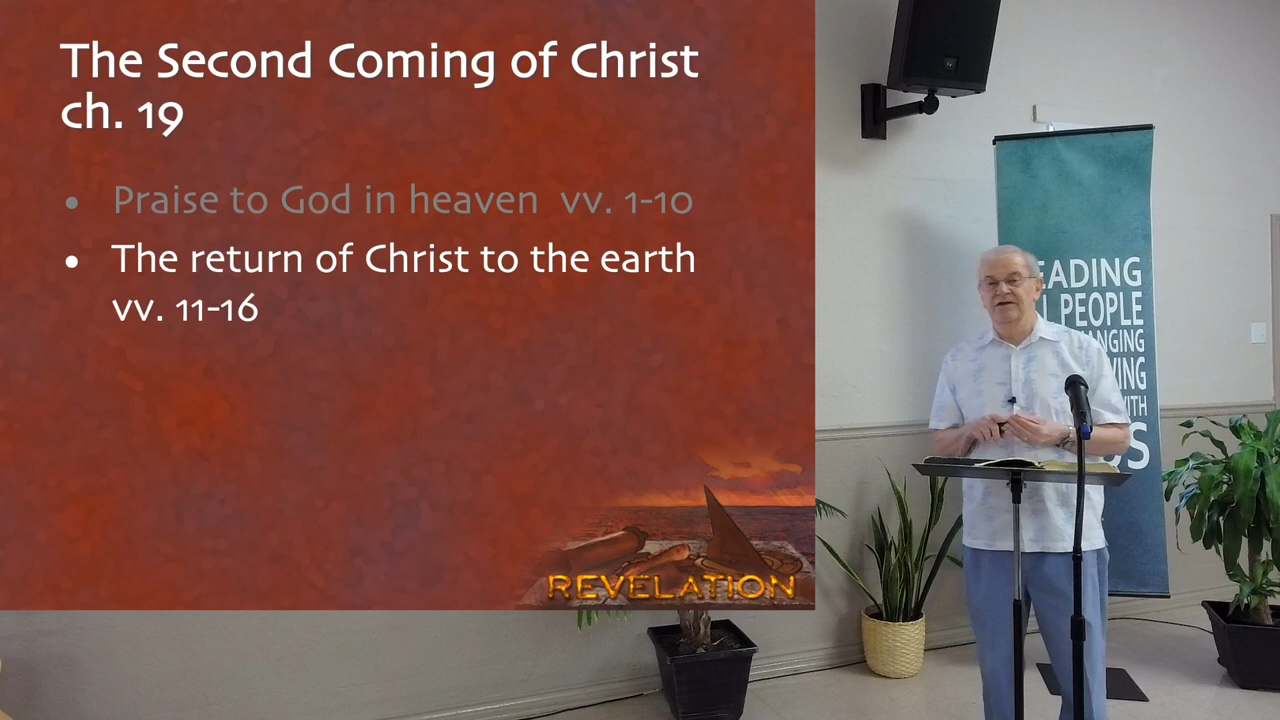 The Second Coming of Christ
ch. 19
• Praise to God in heaven vv. 1-10
• The return of Christ to the earth
vv. 11-16
REVELATION
EADING
PEOPLE
ANGING
VING
WITH
S